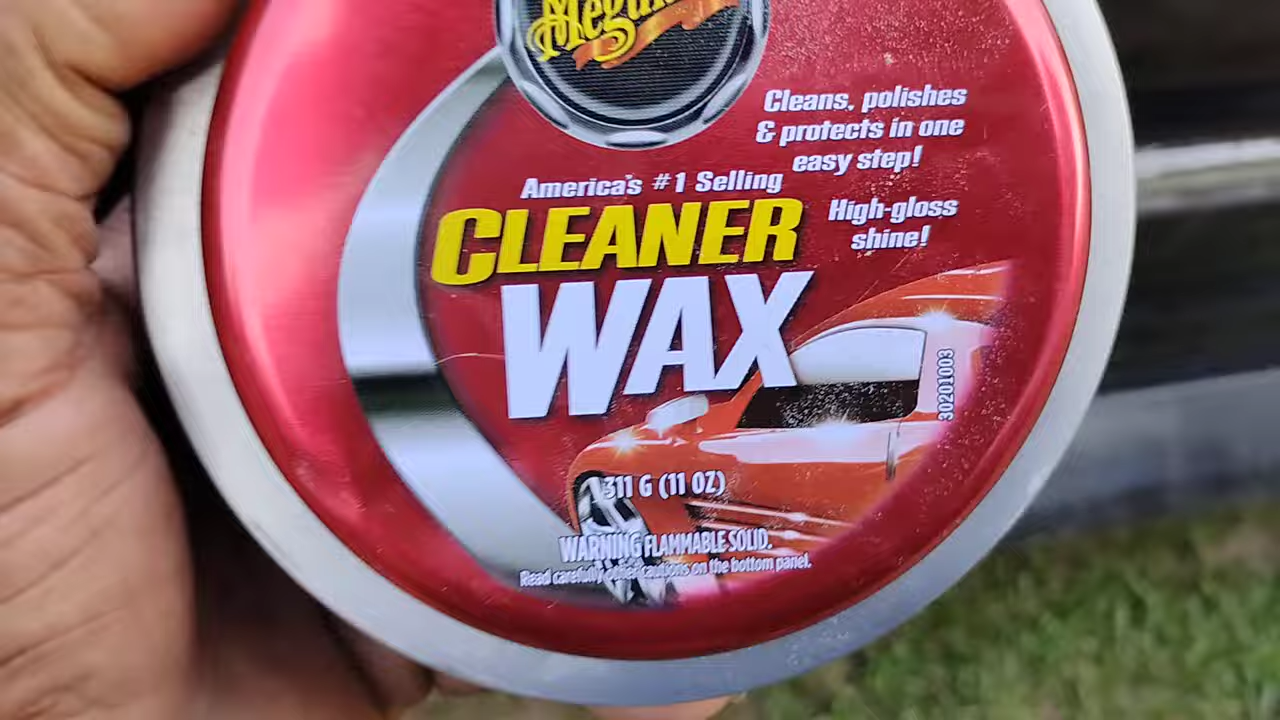 Cleans, polishes
& protects in one
easy step!
America's #1 Selling
CLEANER
WAX
High-gloss
shine!
30201003
311 G (11 OZ)
WARNING FLAMMABLE SOLID.
Read carefully other cautions on the bottom panel.